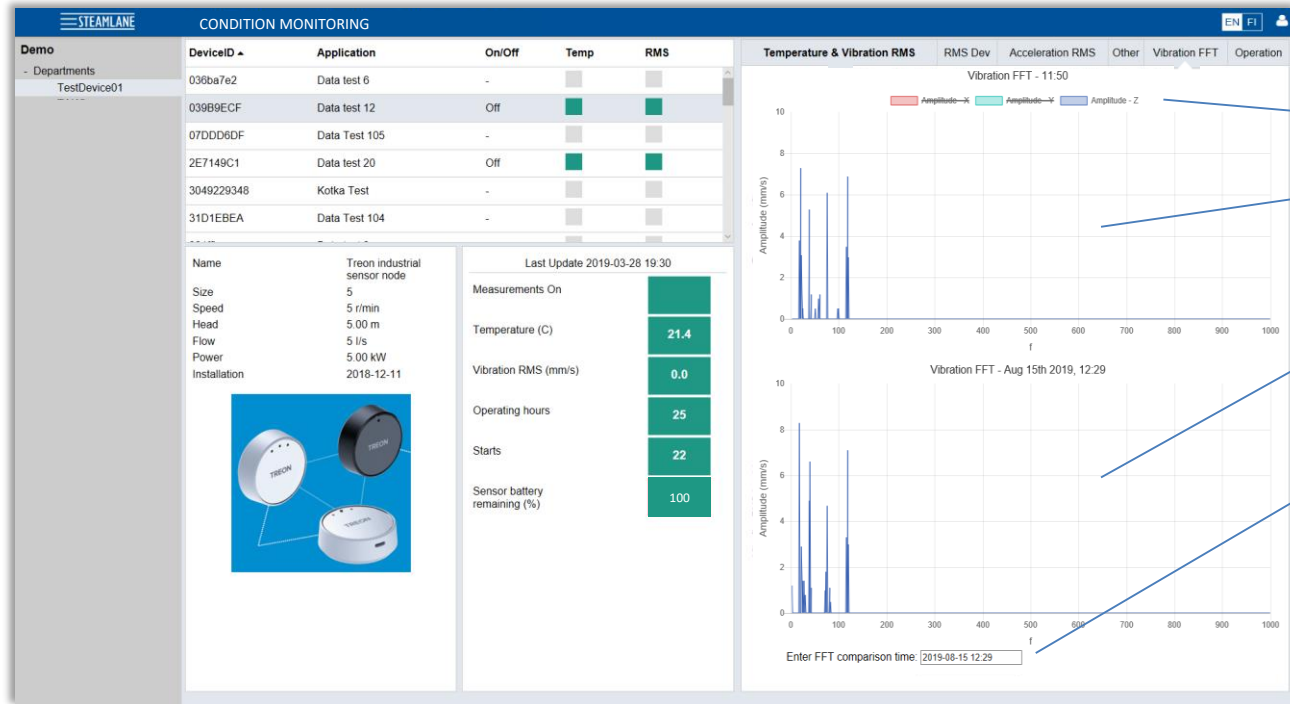 STEAMLANE CONDITION MONITORING EN FI
Demo
- Departments
TestDevice01
DeviceID Application On/Off Temp RMS
036ba7e2 Data test 6 -
039B9ECF Data test 12 Off
07DDD6DF Data Test 105 -
2E7149C1 Data test 20 Off
3049229348 Kotka Test -
31D1EBEA Data Test 104 -
Name Treon industrial
sensor node
Size 5
Speed 5 r/min
Head 5.00 m
Flow 5 l/s
Power 5.00 kW
Installation 2018-12-11
TREON
TREON
TREON
Last Update 2019-03-28 19:30
Measurements On
Temperature (C) 21.4
Vibration RMS (mm/s) 0.0
Operating hours 25
Starts 22
Sensor battery
remaining (%) 100
Temperature & Vibration RMS RMS Dev Acceleration RMS Other Vibration FFT Operation
Vibration FFT - 11:50
Amplitude - X Amplitude - Y Amplitude - Z
Amplitude (mm/s)
10
8
6
4
2
0
0 100 200 300 400 500 600 700 800 900 1000
f
Vibration FFT - Aug 15th 2019, 12:29
Amplitude (mm/s)
10
8
6
4
2
0
0 100 200 300 400 500 600 700 800 900 1000
f
Enter FFT comparison time: 2019-08-15 12:29